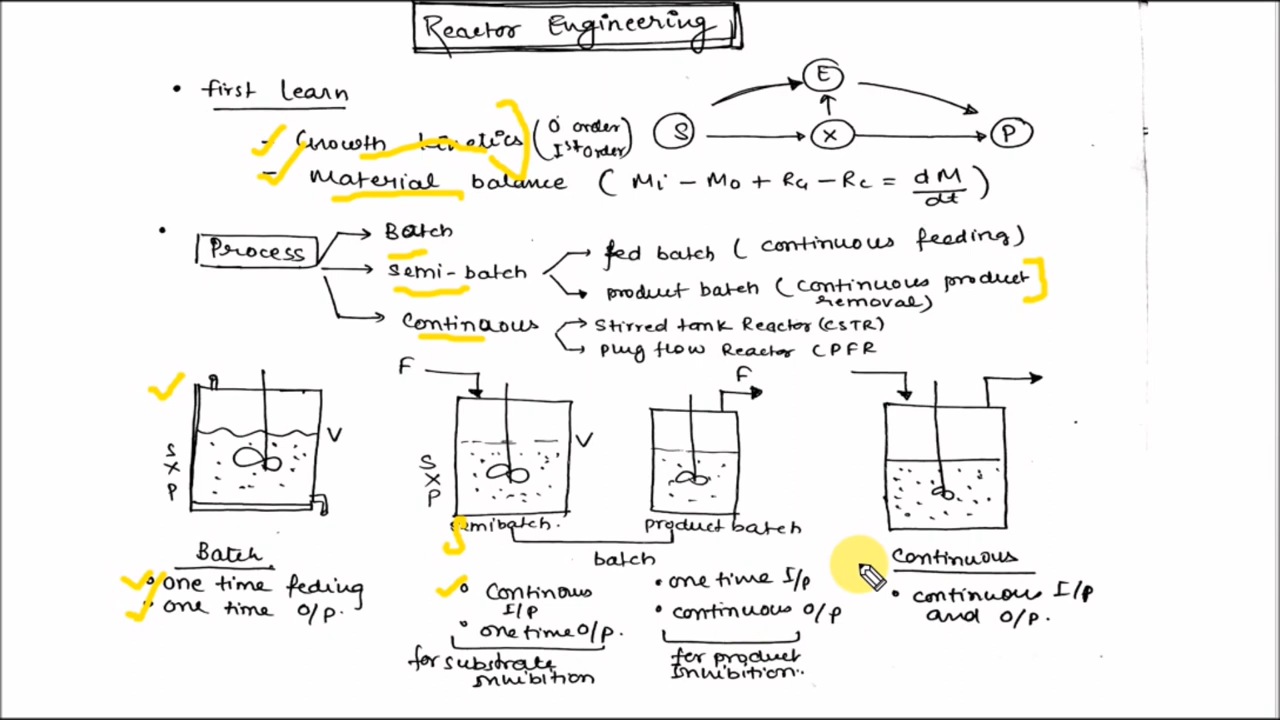 Reactor Engineering
• first Learn
- Growth kinetics (0 order
Ist order)
- Material balance ( Mi - Mo + RG - Rc = dM/dt )
S
E
X
P
• Process
Batch
Semi-batch
fed batch ( continuous feeding)
product batch ( continuous product
removal)
Continuous
Stirred tank Reactor (CSTR)
Plug flow Reactor (PFR
V
S
X
P
F
V
S
X
P
F
semibatch.
product batch
batch
Batch
• one time feding
• one time O/P.
• Continous
I/p
• one time O/p.
for substrate
inhibition
• one time I/p
• continuous O/p
for product
Inhibition.
Continuous
• continuous I/p
and O/p.